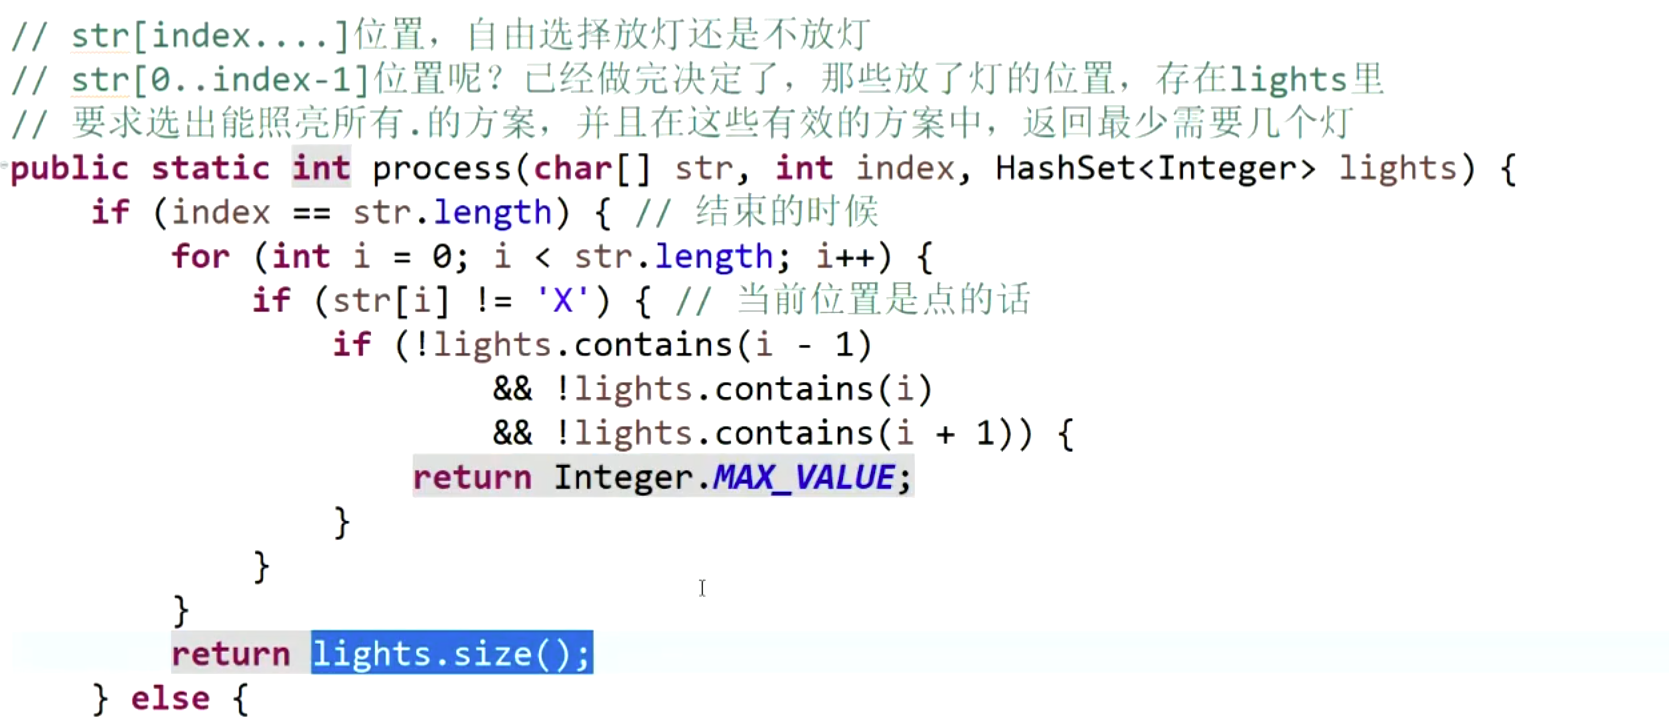 // str[index....]位置，自由选择放灯还是不放灯
// str[0..index-1]位置呢？已经做完决定了，那些放了灯的位置，存在lights里
// 要求选出能照亮所有.的方案，并且在这些有效的方案中，返回最少需要几个灯
public static int process(char[] str, int index, HashSet<Integer> lights) {
if (index == str.length) { // 结束的时候
for (int i = 0; i < str.length; i++) {
if (str[i] != 'X') { // 当前位置是点的话
if (!lights.contains(i - 1)
&& !lights.contains(i)
&& !lights.contains(i + 1)) {
return Integer.MAX_VALUE;
}
}
}
return lights.size();
} else {